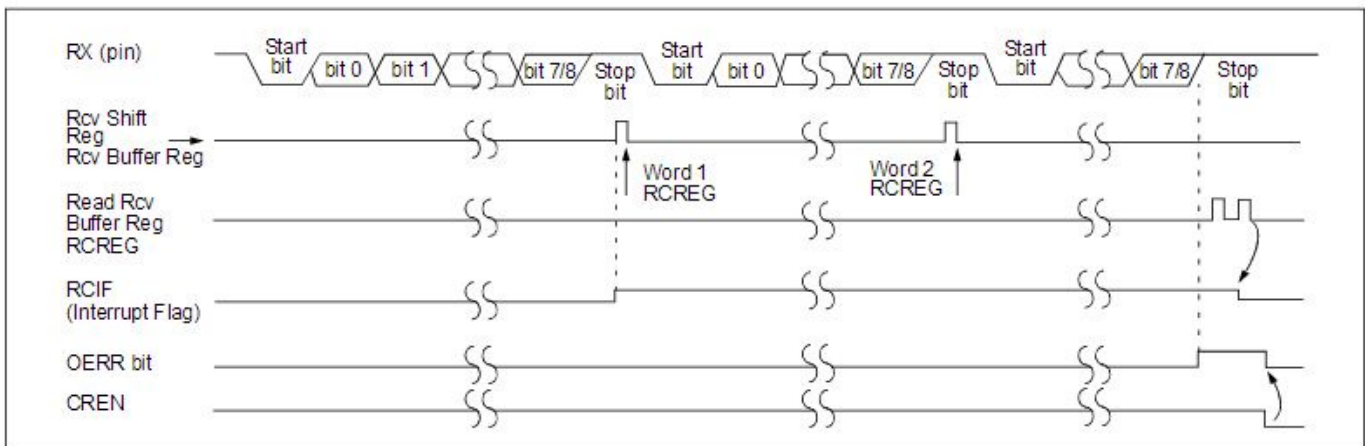 RX (pin)
Start
bit
bit 0
bit 1
bit 7/8
Stop
bit
Start
bit
bit 0
bit 7/8
Stop
bit
Start
bit
bit 7/8
Stop
bit
Rcv Shift
Reg
Rcv Buffer Reg
Word 1
RCREG
Word 2
RCREG
Read Rcv
Buffer Reg
RCREG
RCIF
(Interrupt Flag)
OERR bit
CREN